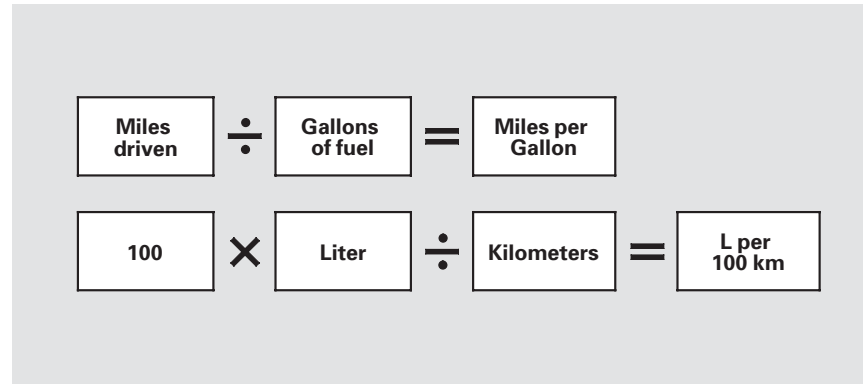 Miles
driven
÷
Gallons
of fuel
=
Miles per
Gallon
100
×
Liter
÷
Kilometers
=
L per
100 km